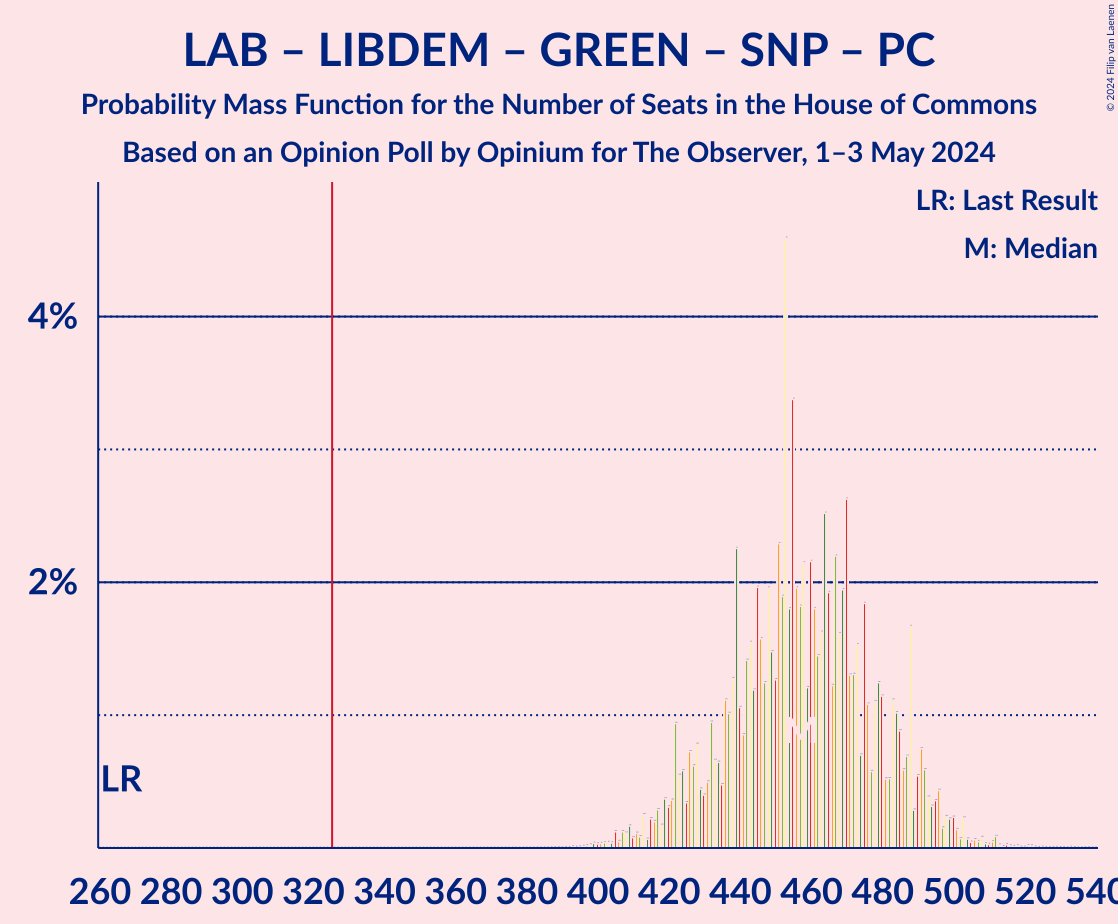 LAB – LIBDEM – GREEN – SNP – PC
Probability Mass Function for the Number of Seats in the House of Commons
Based on an Opinion Poll by Opinium for The Observer, 1–3 May 2024
© 2024 Filip van Laenen
LR: Last Result
M: Median
4%
2%
LR
M
260 280 300 320 340 360 380 400 420 440 460 480 500 520 540